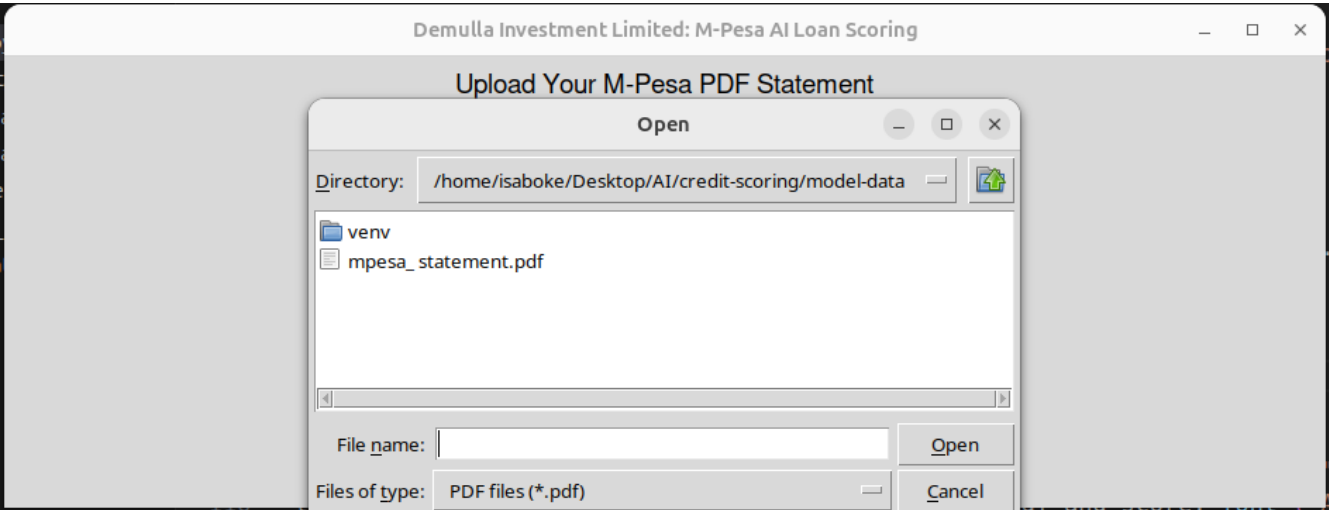 Demulla Investment Limited: M-Pesa AI Loan Scoring
Upload Your M-Pesa PDF Statement
Open
Directory: /home/isaboke/Desktop/AI/credit-scoring/model-data
venv
mpesa_ statement.pdf
File name: Open
Files of type: PDF files (*.pdf) Cancel